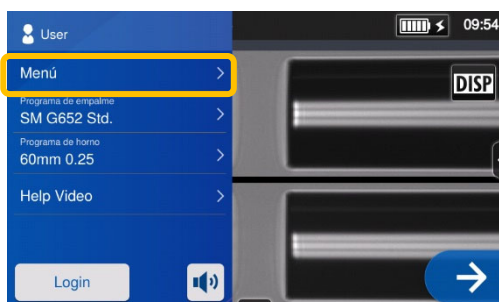 User
09:54
Menú
DISP
Programa de empalme
SM G652 Std.
Programa de horno
60mm 0.25
Help Video
Login